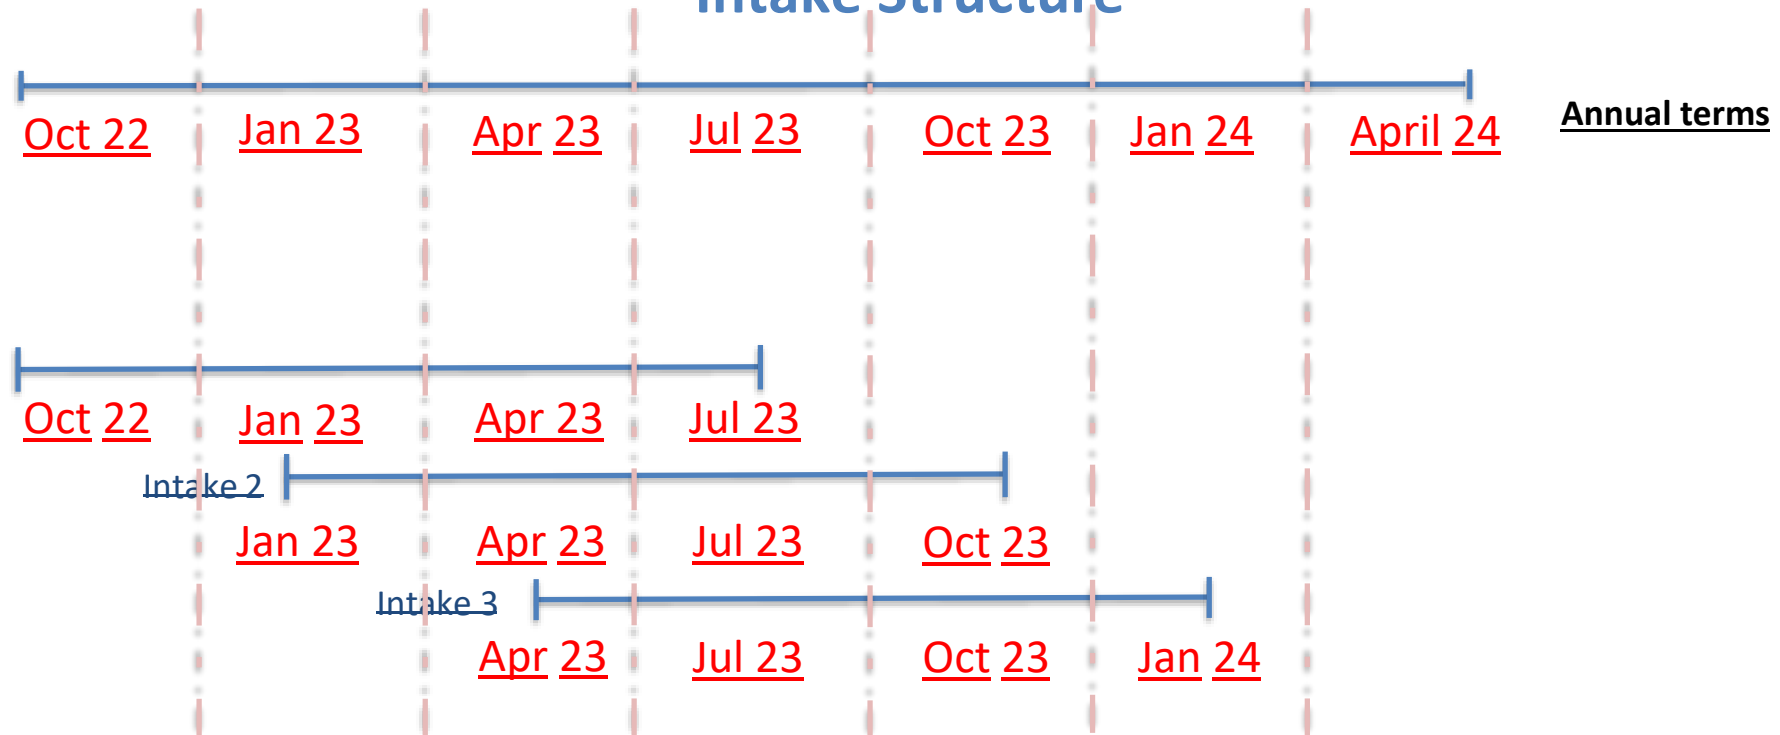 Intake Structure
Oct 22 Jan 23 Apr 23 Jul 23 Oct 23 Jan 24 April 24 Annual terms
Oct 22 Jan 23 Apr 23 Jul 23
Intake 2
Jan 23 Apr 23 Jul 23 Oct 23
Intake 3
Apr 23 Jul 23 Oct 23 Jan 24